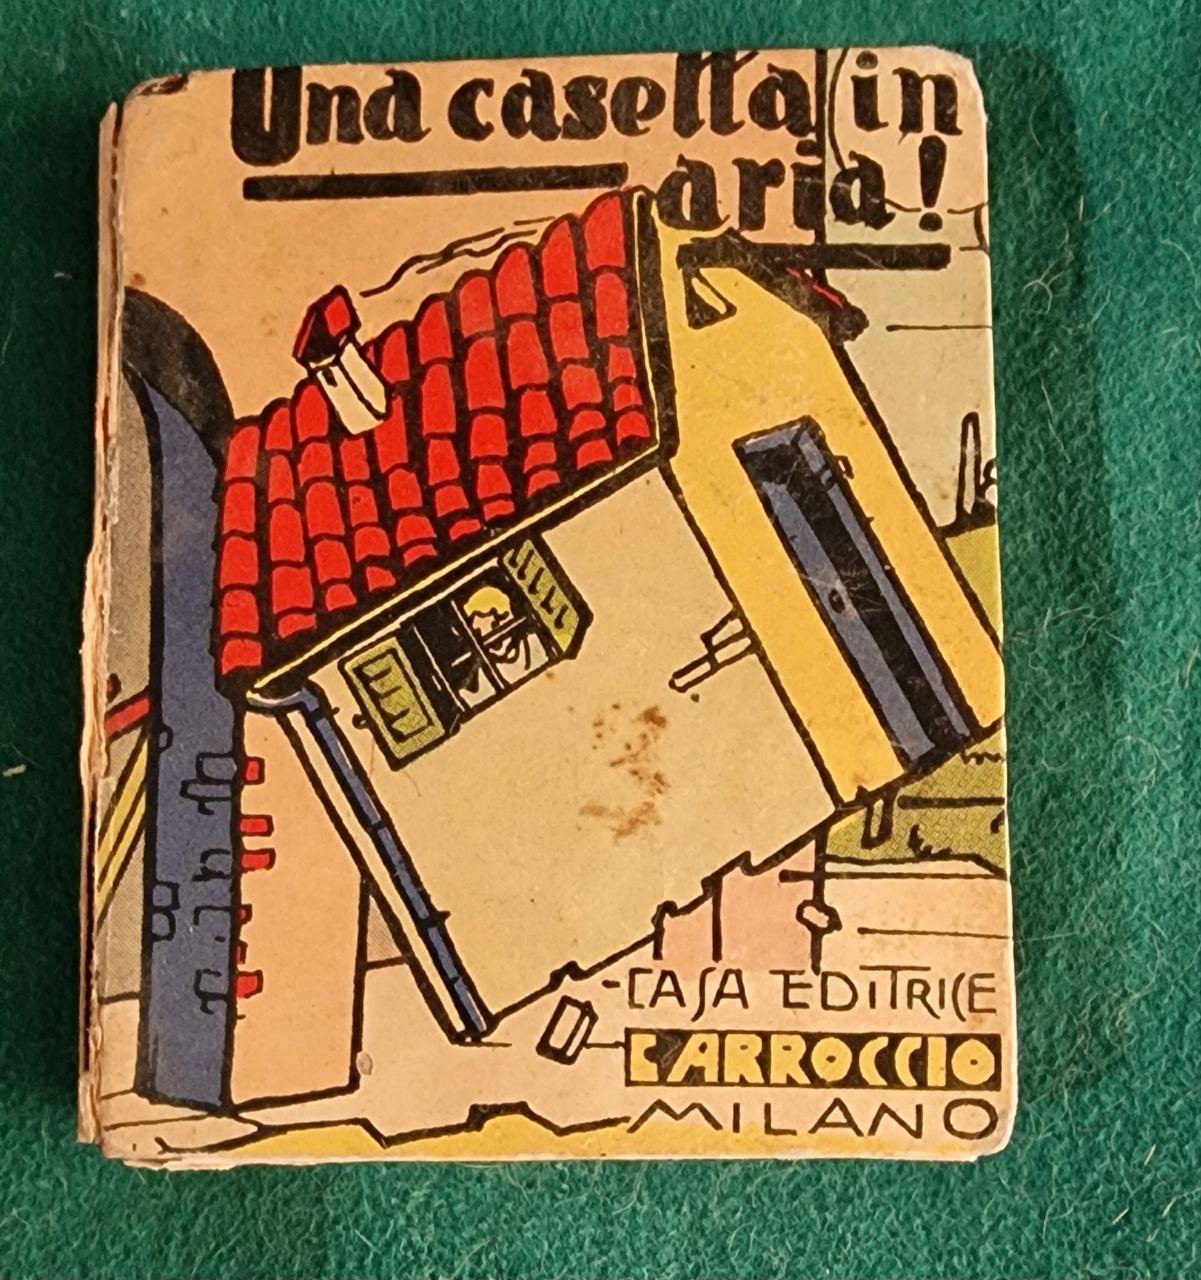 Una casetta in
aria!
-CASA EDITRICE
CARROCCIO
MILANO